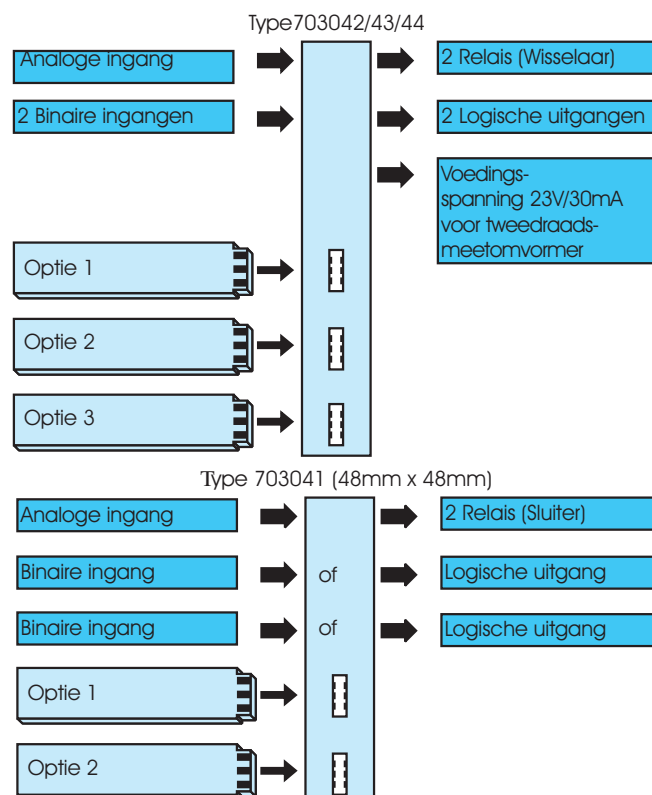 Type703042/43/44
Analoge ingang
2 Relais (Wisselaar)
2 Binaire ingangen
2 Logische uitgangen
Voedings-
spanning 23V/30mA
voor tweedraads-
meetomvormer
Optie 1
Optie 2
Optie 3
Type 703041 (48mm x 48mm)
Analoge ingang
2 Relais (Sluiter)
Binaire ingang
of
Logische uitgang
Binaire ingang
of
Logische uitgang
Optie 1
Optie 2